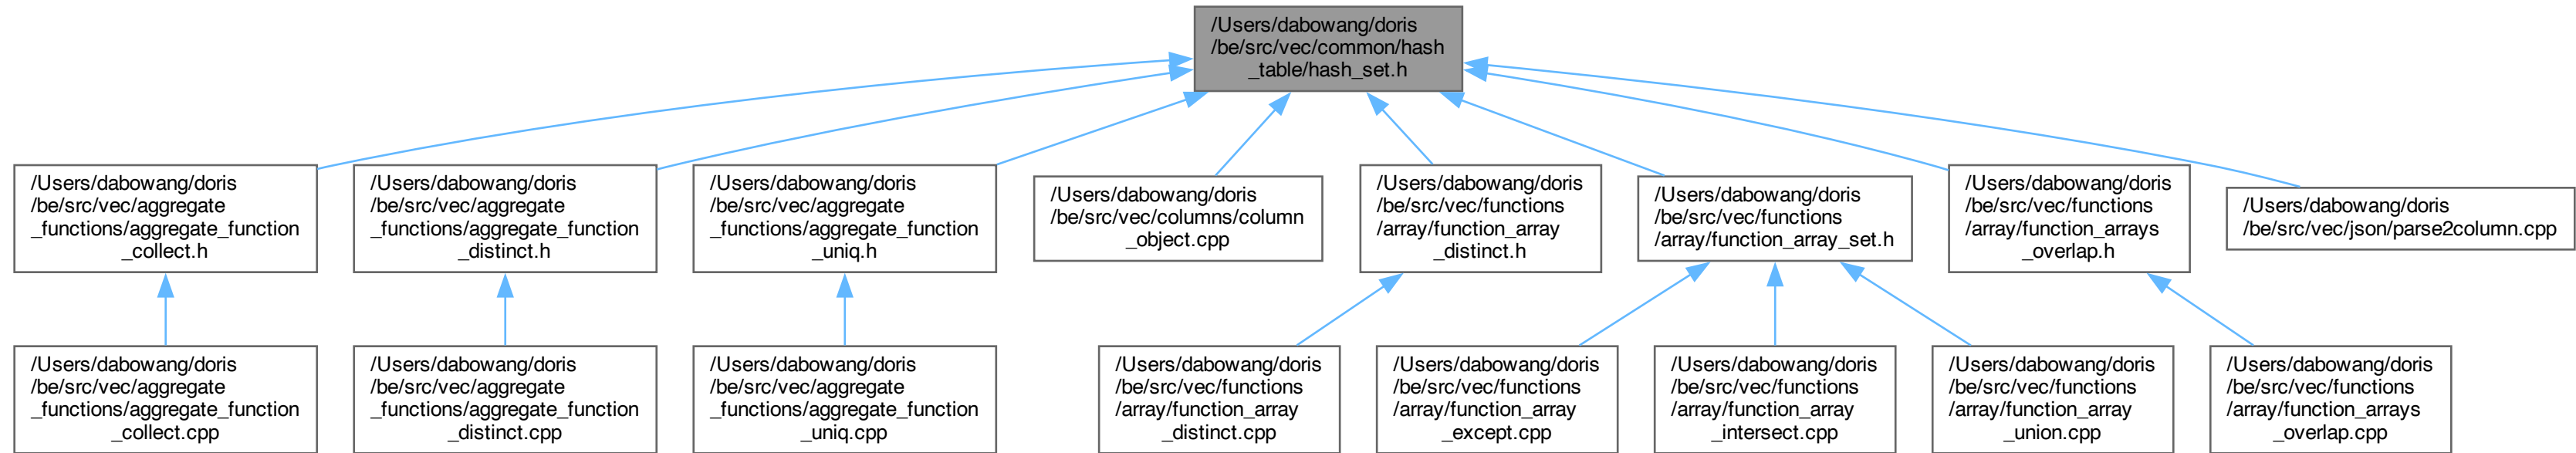 /Users/dabowang/doris
/be/src/vec/common/hash
_table/hash_set.h
/Users/dabowang/doris
/be/src/vec/aggregate
_functions/aggregate_function
_collect.h
/Users/dabowang/doris
/be/src/vec/aggregate
_functions/aggregate_function
_distinct.h
/Users/dabowang/doris
/be/src/vec/aggregate
_functions/aggregate_function
_uniq.h
/Users/dabowang/doris
/be/src/vec/columns/column
_object.cpp
/Users/dabowang/doris
/be/src/vec/functions
/array/function_array
_distinct.h
/Users/dabowang/doris
/be/src/vec/functions
/array/function_array_set.h
/Users/dabowang/doris
/be/src/vec/functions
/array/function_arrays
_overlap.h
/Users/dabowang/doris
/be/src/vec/json/parse2column.cpp
/Users/dabowang/doris
/be/src/vec/aggregate
_functions/aggregate_function
_collect.cpp
/Users/dabowang/doris
/be/src/vec/aggregate
_functions/aggregate_function
_distinct.cpp
/Users/dabowang/doris
/be/src/vec/aggregate
_functions/aggregate_function
_uniq.cpp
/Users/dabowang/doris
/be/src/vec/functions
/array/function_array
_distinct.cpp
/Users/dabowang/doris
/be/src/vec/functions
/array/function_array
_except.cpp
/Users/dabowang/doris
/be/src/vec/functions
/array/function_array
_intersect.cpp
/Users/dabowang/doris
/be/src/vec/functions
/array/function_array
_union.cpp
/Users/dabowang/doris
/be/src/vec/functions
/array/function_arrays
_overlap.cpp